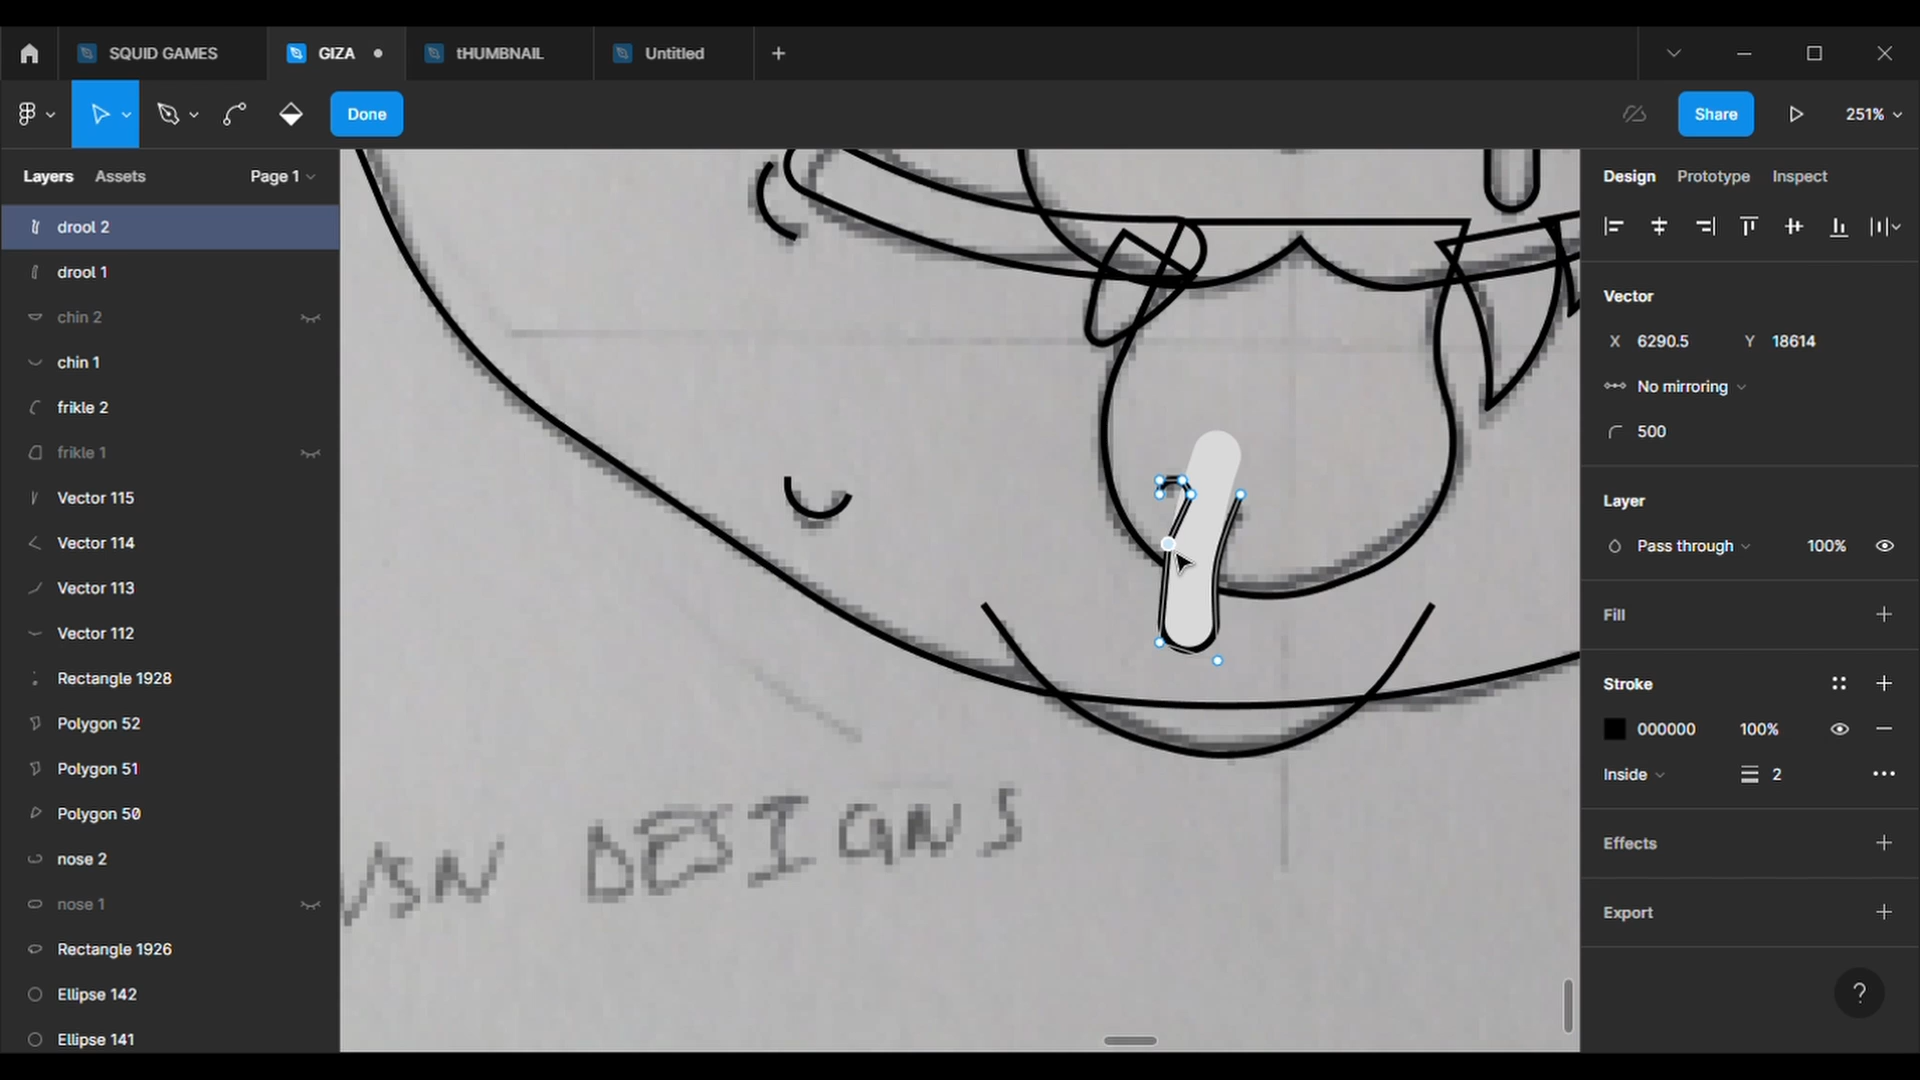 SQUID GAMES
GIZA
tHUMBNAIL
Untitled
Done
Share
251%
Layers
Assets
Page 1
Design
Prototype
Inspect
drool 2
drool 1
chin 2
chin 1
frikle 2
frikle 1
Vector 115
Vector 114
Vector 113
Vector 112
Rectangle 1928
Polygon 52
Polygon 51
Polygon 50
nose 2
nose 1
Rectangle 1926
Ellipse 142
Ellipse 141
Vector
X 6290.5 Y 18614
No mirroring
500
Layer
Pass through 100%
Fill
Stroke
000000 100%
Inside 2
Effects
Export
?
DESIGNS